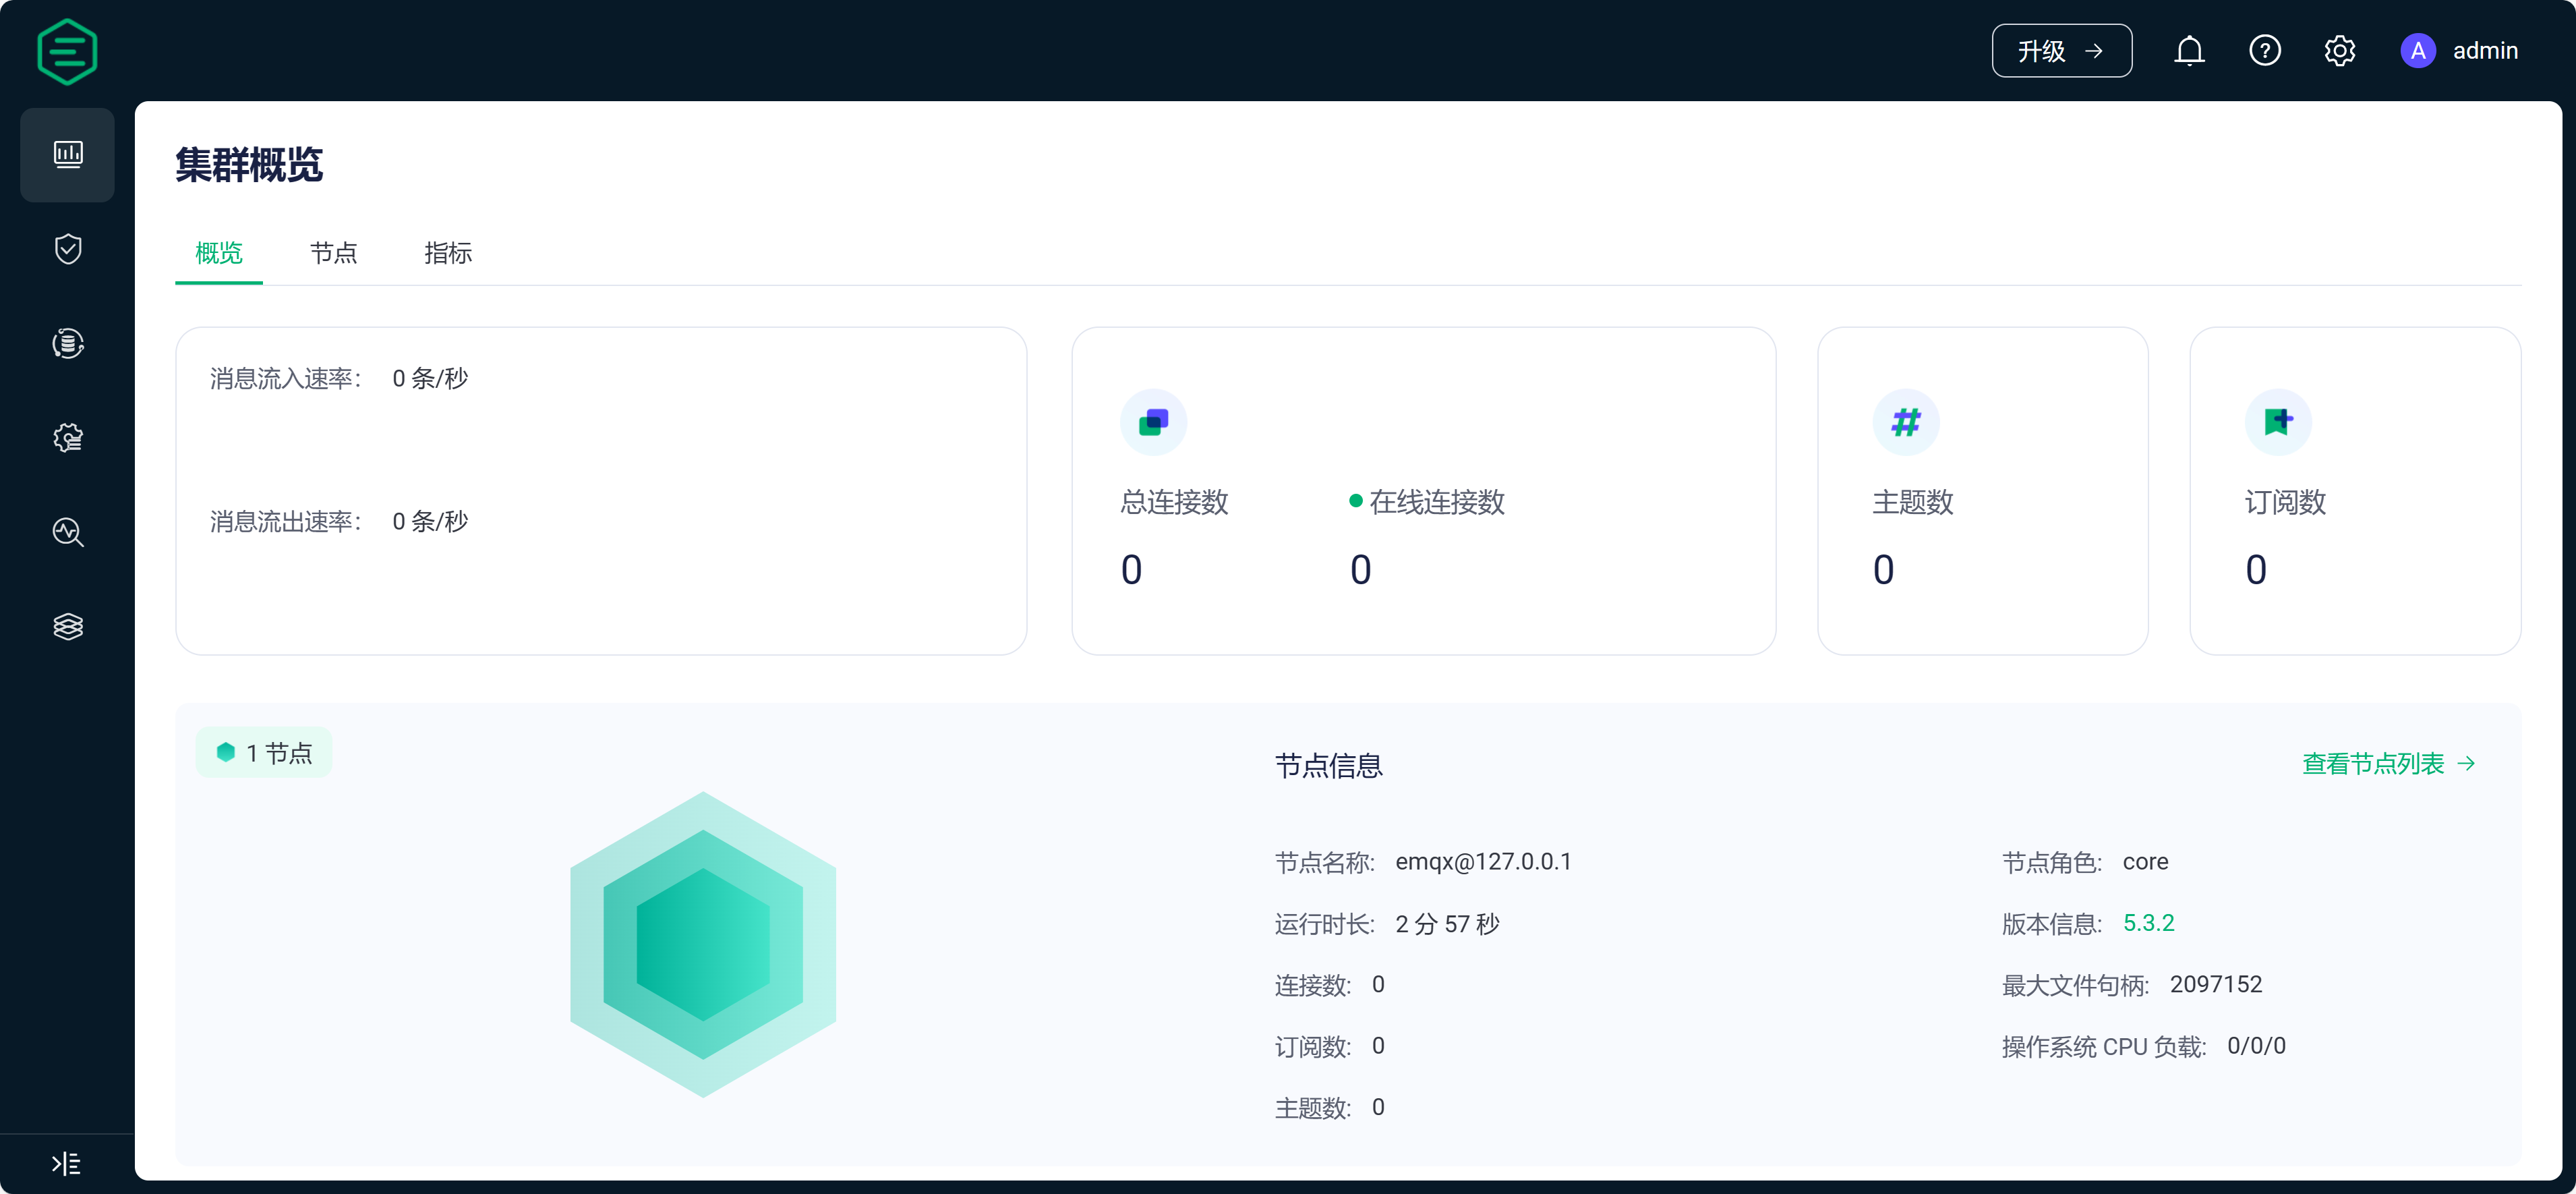 升级 →
? A admin
集群概览
概览 节点 指标
消息流入速率： 0 条/秒
消息流出速率： 0 条/秒
总连接数
0
在线连接数
0
#
主题数
0
订阅数
0
1 节点
节点信息
查看节点列表 →
节点名称: emqx@127.0.0.1
节点角色: core
运行时长: 2 分 57 秒
版本信息: 5.3.2
连接数: 0
最大文件句柄: 2097152
订阅数: 0
操作系统 CPU 负载: 0/0/0
主题数: 0